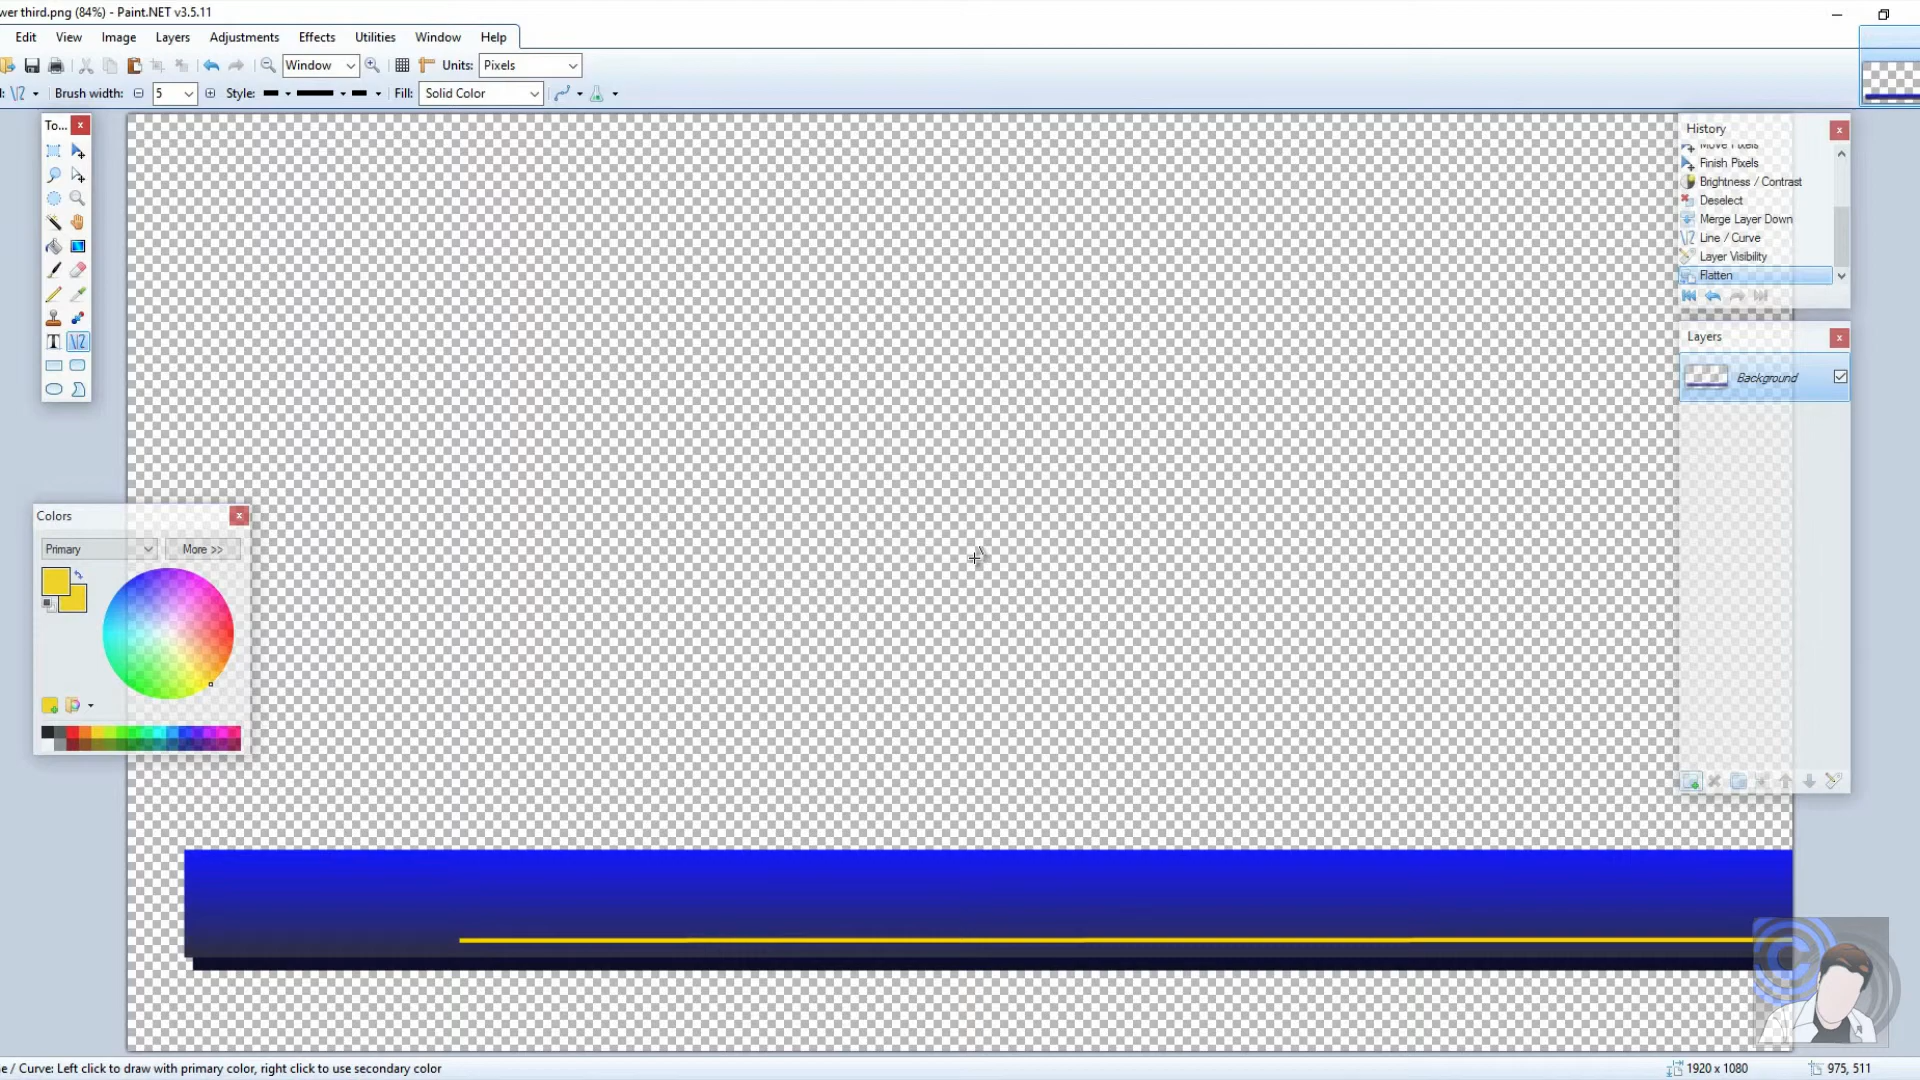 wer third.png (84%) - Paint.NET v3.5.11
Edit View Image Layers Adjustments Effects Utilities Window Help
Window Units: Pixels
Brush width: 5 Style: Fill: Solid Color
To...
History
Move Pixels
Finish Pixels
Brightness / Contrast
Deselect
Merge Layer Down
Line / Curve
Layer Visibility
Flatten
Layers
Background
Colors
Primary More >>
e / Curve: Left click to draw with primary color, right click to use secondary color
1920 x 1080 975, 511